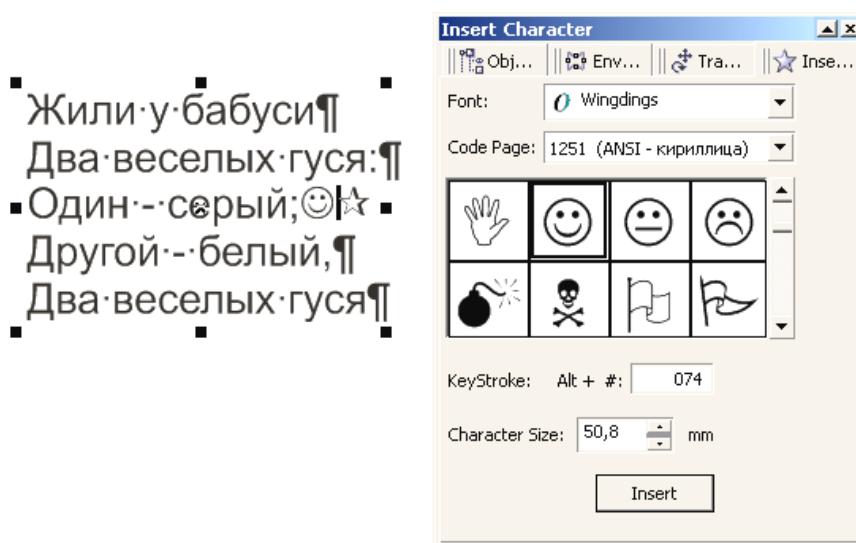 Жили·у·бабуси¶
Два·веселых·гуся:¶
Один·-·серый;☺☆
Другой·-·белый,¶
Два·веселых·гуся¶
Insert Character
Obj... Env... Tra... Inse...
Font: Wingdings
Code Page: 1251 (ANSI - кириллица)
KeyStroke: Alt + #: 074
Character Size: 50,8 mm
Insert